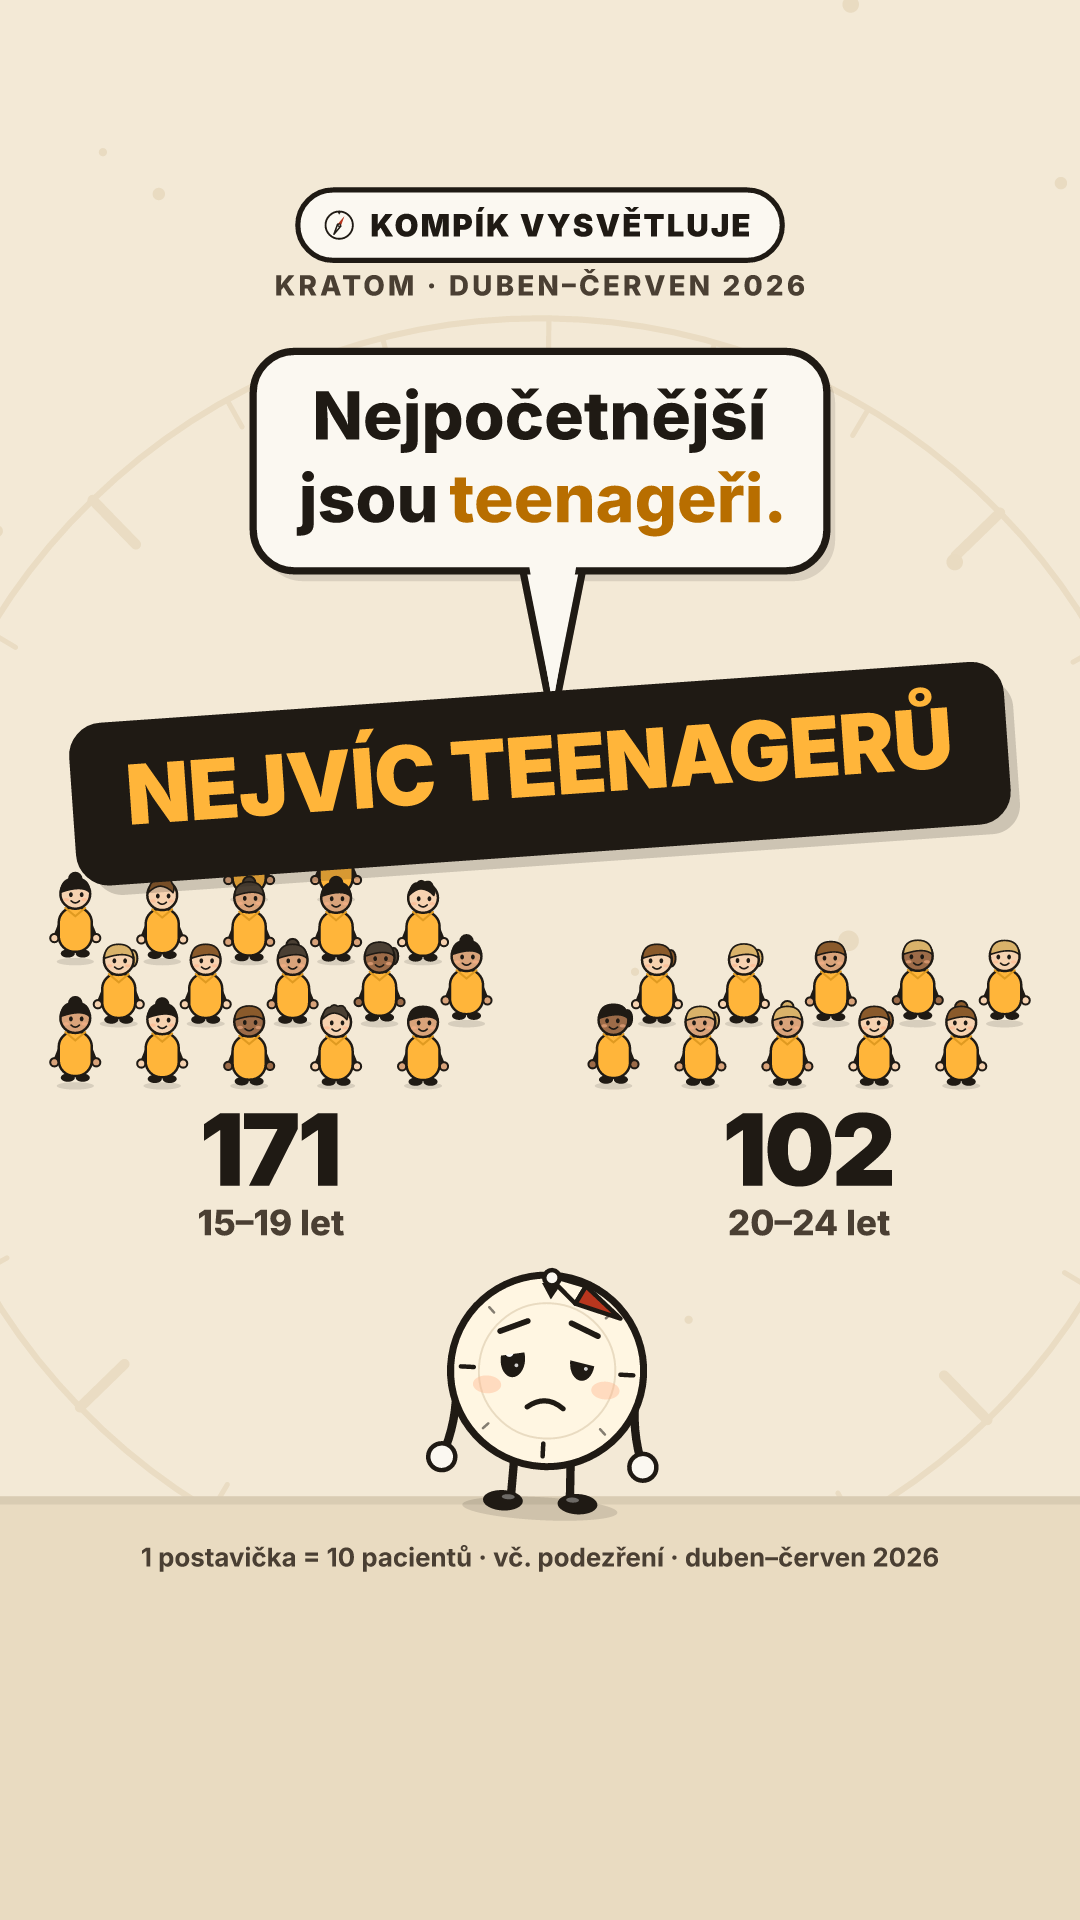 KOMPÍK VYSVĚTLUJE
KRATOM · DUBEN–ČERVEN 2026
Nejpočetnější
jsou teenageři.
NEJVÍC TEENAGERŮ
171
15–19 let
102
20–24 let
1 postavička = 10 pacientů · vč. podezření · duben–červen 2026